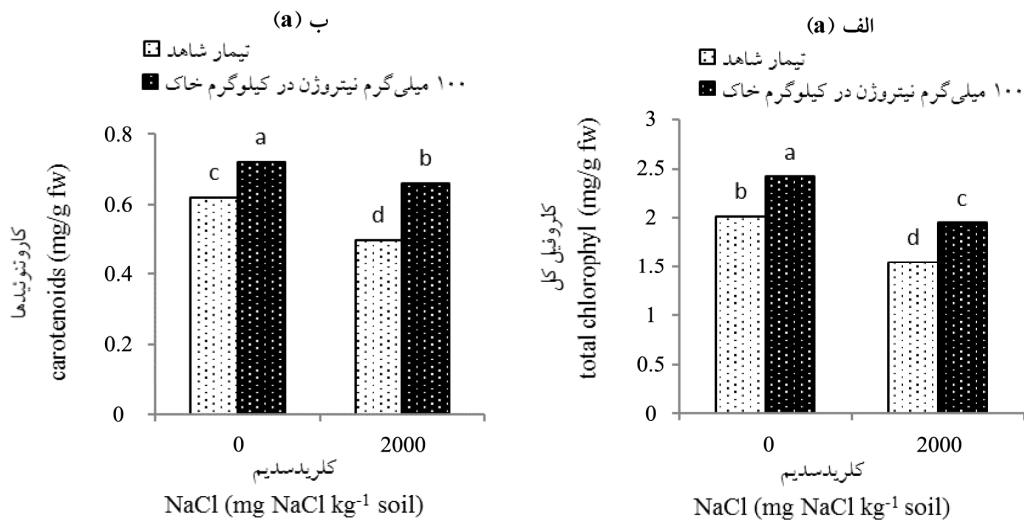 الف (a)
تیمار شاهد
۱۰۰ میلی‌گرم نیتروژن در کیلوگرم خاک
کلروفیل کل
total chlorophyl (mg/g fw)
3
2.5
2
1.5
1
0.5
0
b
a
d
c
0
2000
کلریدسدیم
NaCl (mg NaCl kg⁻¹ soil)
ب (a)
تیمار شاهد
۱۰۰ میلی‌گرم نیتروژن در کیلوگرم خاک
کاروتنوئیدها
carotenoids (mg/g fw)
0.8
0.6
0.4
0.2
0
c
a
d
b
0
2000
کلریدسدیم
NaCl (mg NaCl kg⁻¹ soil)